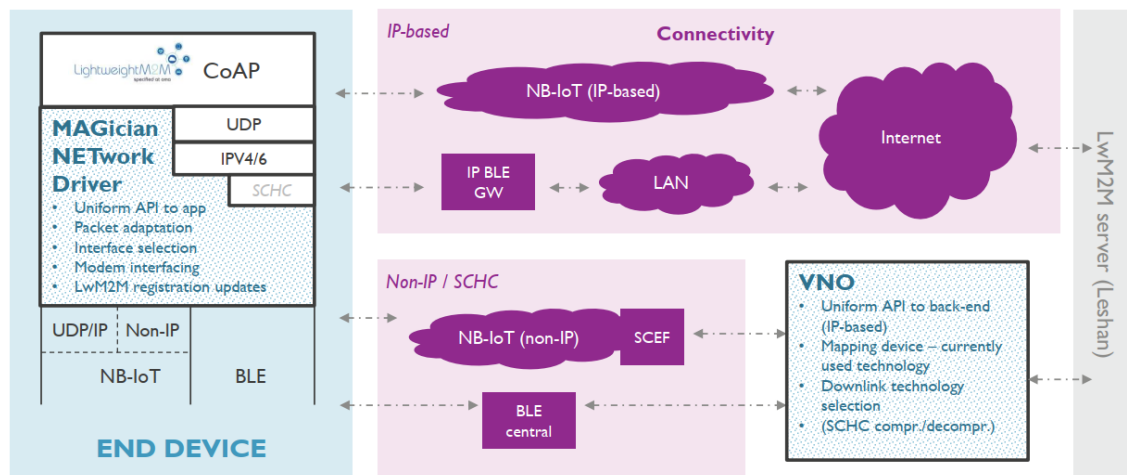 LightweightM2M
CoAP
UDP
IPV4/6
SCHC
MAGician
NETwork
Driver
• Uniform API to app
• Packet adaptation
• Interface selection
• Modem interfacing
• LwM2M registration updates
UDP/IP
Non-IP
NB-IoT
BLE
END DEVICE
IP-based
Connectivity
NB-IoT (IP-based)
Internet
IP BLE
GW
LAN
Non-IP / SCHC
NB-IoT (non-IP)
SCEF
BLE
central
VNO
• Uniform API to back-end
(IP-based)
• Mapping device – currently
used technology
• Downlink technology
selection
• (SCHC compr./decompr.)
LwM2M server (Leshan)